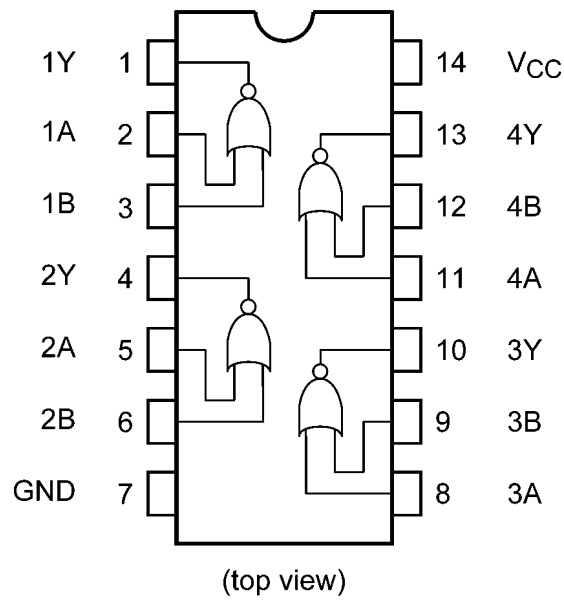 1Y 1 14 VCC
1A 2 13 4Y
1B 3 12 4B
2Y 4 11 4A
2A 5 10 3Y
2B 6 9 3B
GND 7 8 3A
(top view)